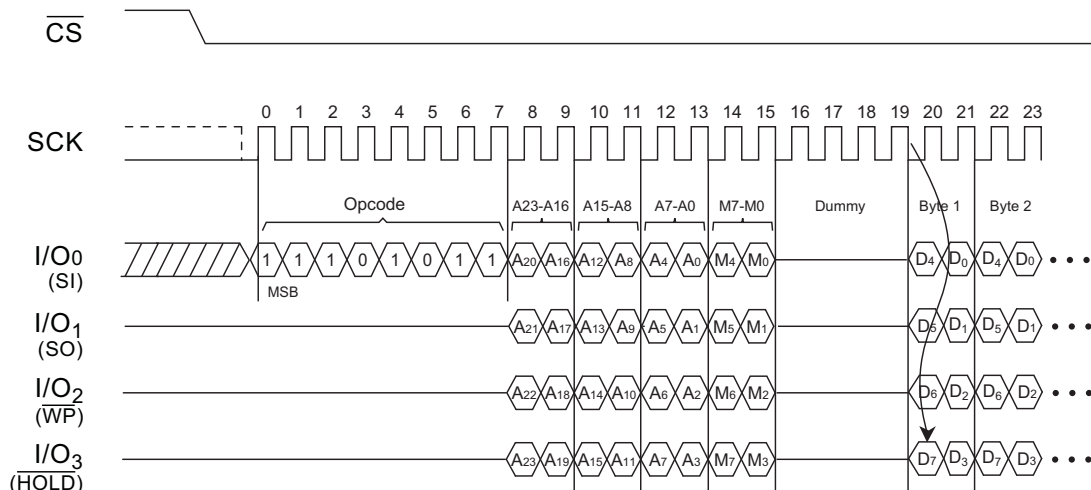 CS
0 1 2 3 4 5 6 7 8 9 10 11 12 13 14 15 16 17 18 19 20 21 22 23
SCK
Opcode A23-A16 A15-A8 A7-A0 M7-M0 Dummy Byte 1 Byte 2
I/O0 1 1 1 0 1 0 1 1 A20 A16 A12 A8 A4 A0 M4 M0 D4 D0 D4 D0 • • •
(SI)
MSB
I/O1 A21 A17 A13 A9 A5 A1 M5 M1 D5 D1 D5 D1 • • •
(SO)
I/O2 A22 A18 A14 A10 A6 A2 M6 M2 D6 D2 D6 D2 • • •
(WP)
I/O3 A23 A19 A15 A11 A7 A3 M7 M3 D7 D3 D7 D3 • • •
(HOLD)